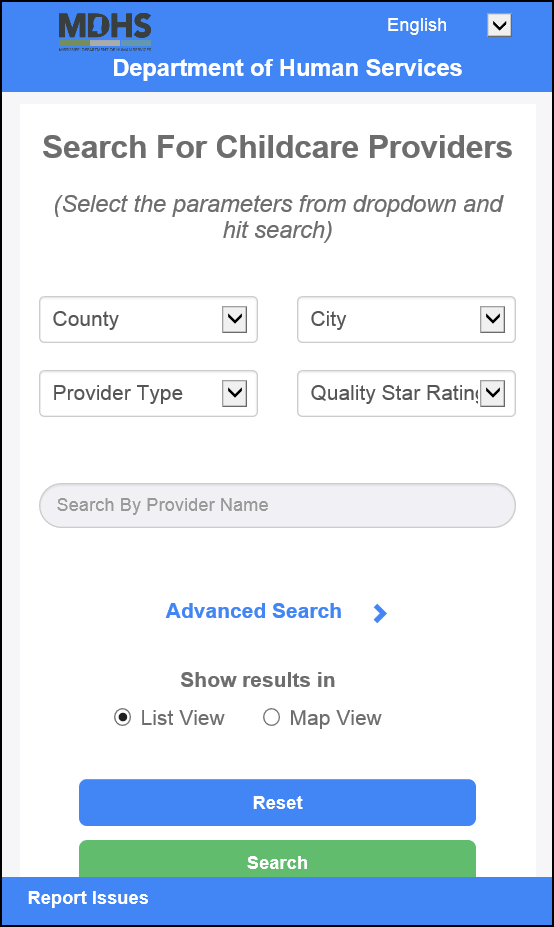 MDHS
English
Department of Human Services
Search For Childcare Providers
(Select the parameters from dropdown and
hit search)
County
City
Provider Type
Quality Star Rating
Search By Provider Name
Advanced Search
Show results in
List View
Map View
Reset
Search
Report Issues